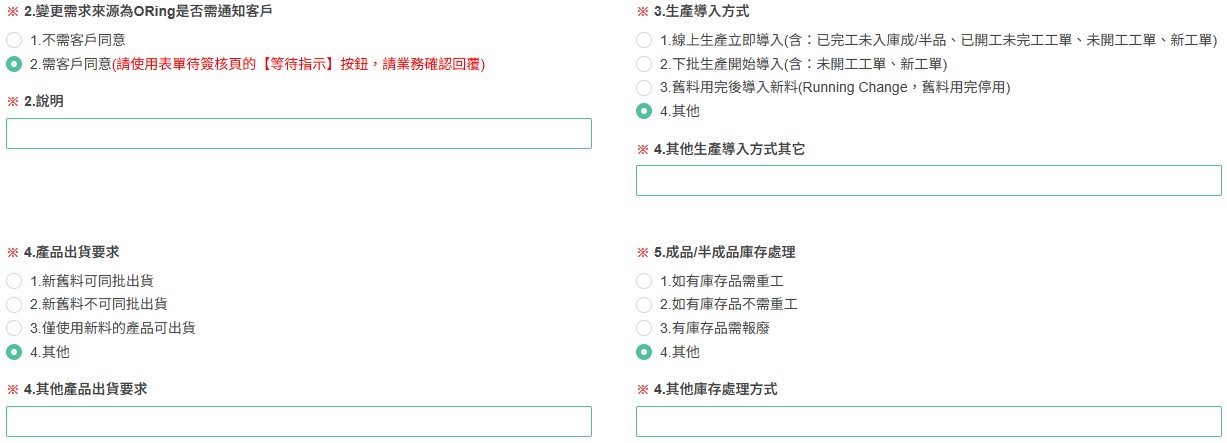 ※ 2.變更需求來源為ORing是否需通知客戶
1.不需客戶同意
2.需客戶同意(請使用表單待簽核頁的【等待指示】按鈕，請業務確認回覆)
※ 2.說明
※ 3.生產導入方式
1.線上生產立即導入(含：已完工未入庫成/半品、已開工未完工工單、未開工工單、新工單)
2.下批生產開始導入(含：未開工工單、新工單)
3.舊料用完後導入新料(Running Change，舊料用完停用)
4.其他
※ 4.其他生產導入方式其它
※ 4.產品出貨要求
1.新舊料可同批出貨
2.新舊料不可同批出貨
3.僅使用新料的產品可出貨
4.其他
※ 4.其他產品出貨要求
※ 5.成品/半成品庫存處理
1.如有庫存品需重工
2.如有庫存品不需重工
3.有庫存品需報廢
4.其他
※ 4.其他庫存處理方式